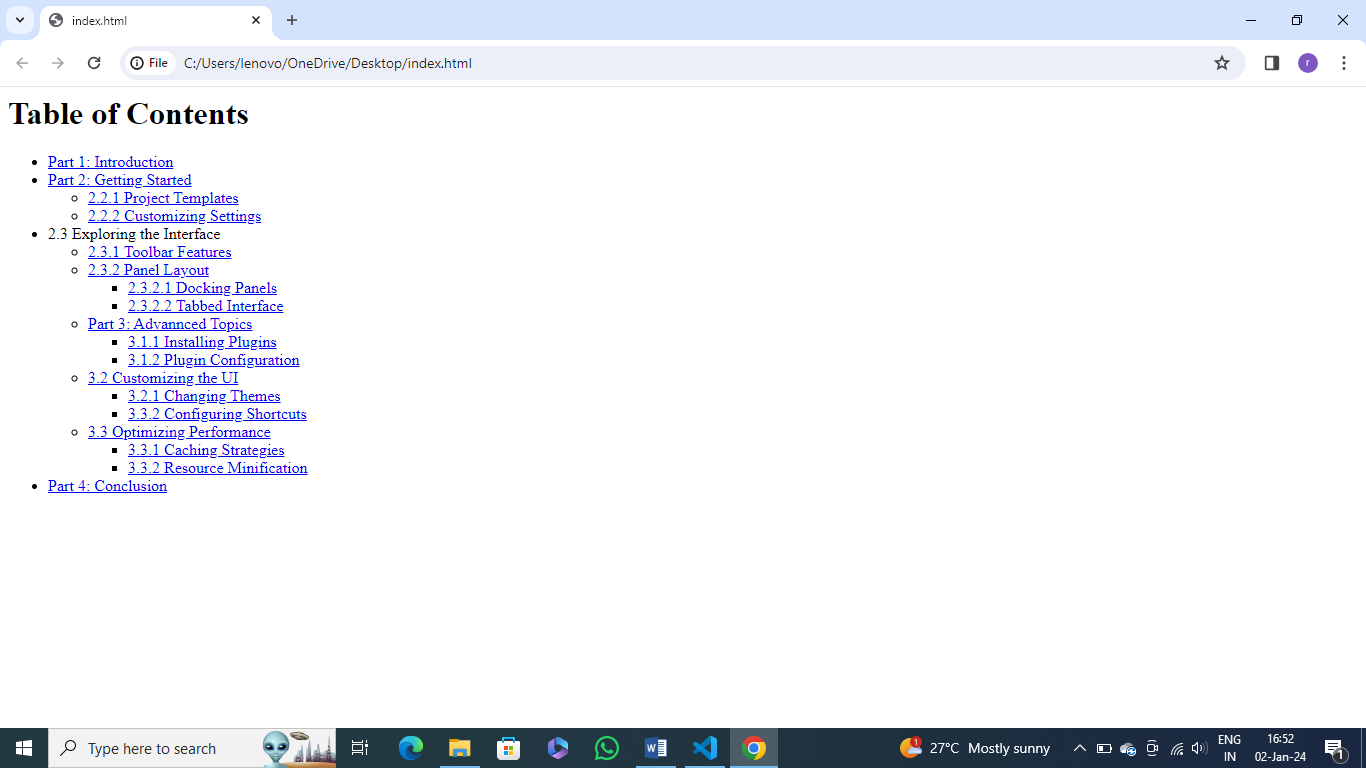 index.html
File
C:/Users/lenovo/OneDrive/Desktop/index.html
r
Table of Contents
Part 1: Introduction
Part 2: Getting Started
2.2.1 Project Templates
2.2.2 Customizing Settings
2.3 Exploring the Interface
2.3.1 Toolbar Features
2.3.2 Panel Layout
2.3.2.1 Docking Panels
2.3.2.2 Tabbed Interface
Part 3: Advannced Topics
3.1.1 Installing Plugins
3.1.2 Plugin Configuration
3.2 Customizing the UI
3.2.1 Changing Themes
3.3.2 Configuring Shortcuts
3.3 Optimizing Performance
3.3.1 Caching Strategies
3.3.2 Resource Minification
Part 4: Conclusion
Type here to search
W
1
27°C Mostly sunny
ENG
IN
16:52
02-Jan-24
1